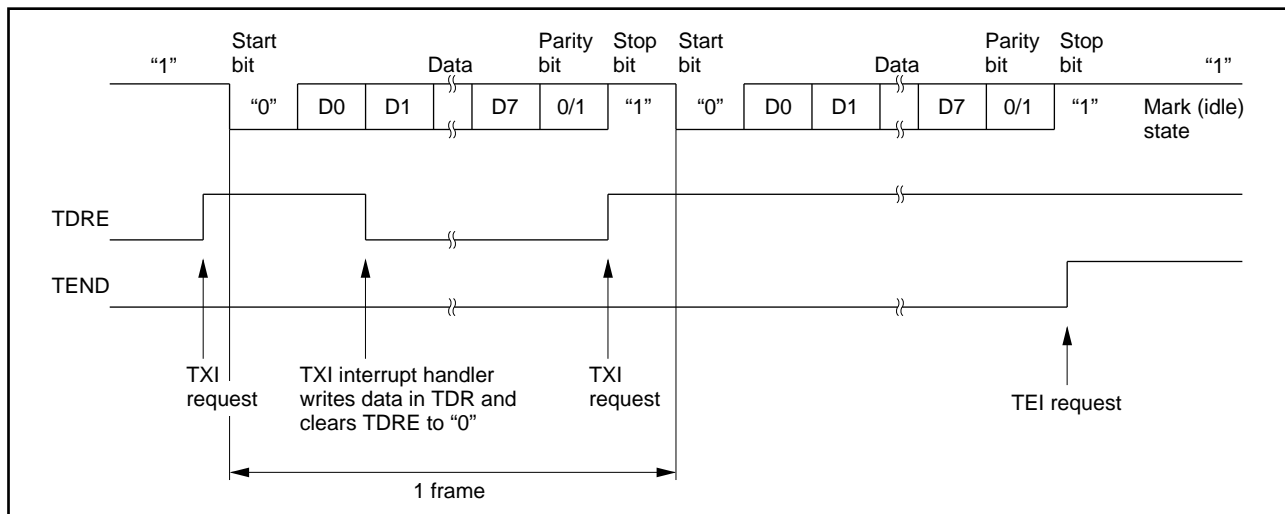 Start bit
Data
Parity bit
Stop bit
Start bit
Data
Parity bit
Stop bit
“1”
“1”
“0”
D0
D1
D7
0/1
“1”
“0”
D0
D1
D7
0/1
“1”
Mark (idle) state
TDRE
TEND
TXI request
TXI interrupt handler
writes data in TDR and
clears TDRE to “0”
TXI request
TEI request
1 frame